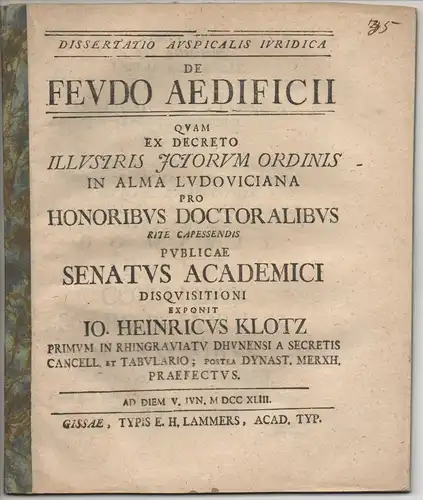 DISSERTATIO AVSPICALIS IVRIDICA
DE
FEVDO AEDIFICII
QVAM
EX DECRETO
ILLVSTRIS JCTORVM ORDINIS
IN ALMA LVDOVICIANA
PRO
HONORIBVS DOCTORALIBVS
RITE CAPESSENDIS
PVBLICAE
SENATVS ACADEMICI
DISQVISITIONI
EXPONIT
IO. HEINRICVS KLOTZ
PRIMVM IN RHINGRAVIATV DHVNENSI A SECRETIS
CANCELL. ET TABVLARIO; POSTEA DYNAST. MERXH.
PRAEFECTVS.
AD DIEM V. IVN. M DCC XLIII.
GISSAE, TYPIS E. H. LAMMERS, ACAD. TYP.